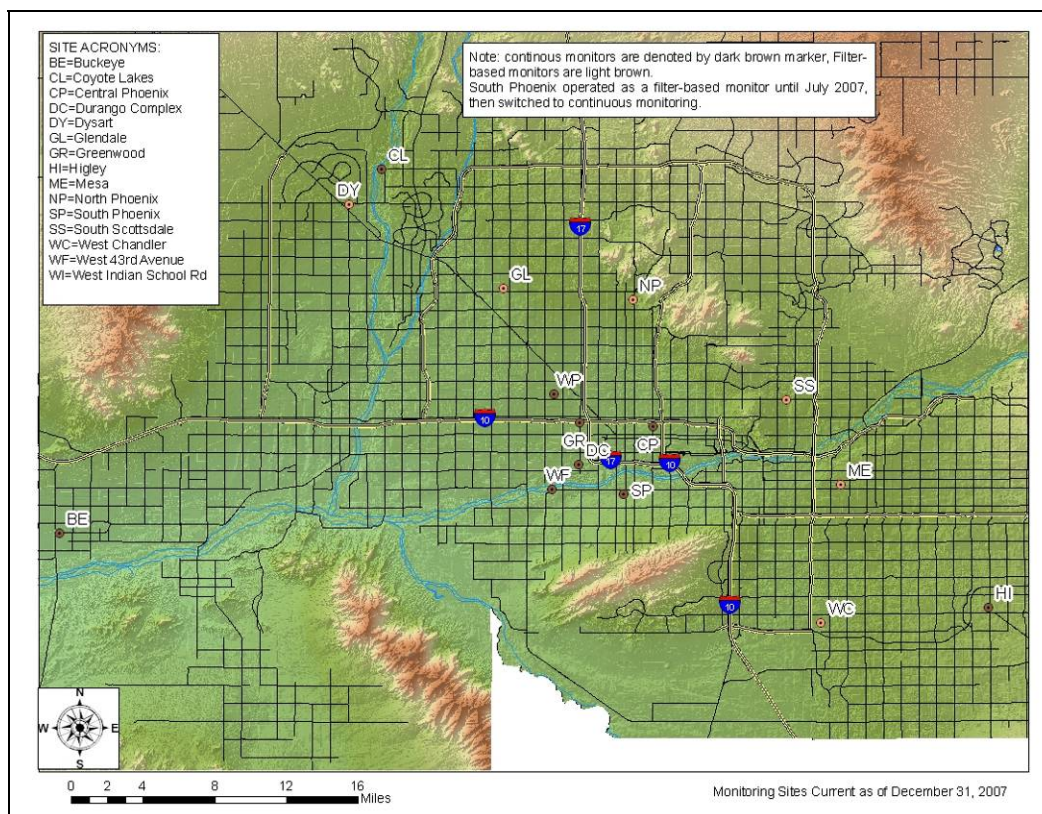 SITE ACRONYMS:
BE=Buckeye
CL=Coyote Lakes
CP=Central Phoenix
DC=Durango Complex
DY=Dysart
GL=Glendale
GR=Greenwood
HI=Higley
ME=Mesa
NP=North Phoenix
SP=South Phoenix
SS=South Scottsdale
WC=West Chandler
WF=West 43rd Avenue
WI=West Indian School Rd
Note: continous monitors are denoted by dark brown marker, Filter-
based monitors are light brown.
South Phoenix operated as a filter-based monitor until July 2007,
then switched to continuous monitoring.
CL
DY
17
GL
NP
WP
SS
10
GR
CP
DC
17
10
ME
WF
SP
BE
10
HI
WC
N
W E
S
0 2 4 8 12 16
Miles
Monitoring Sites Current as of December 31, 2007